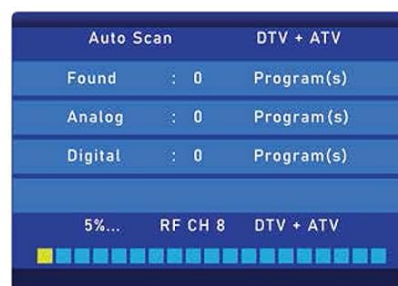 Auto Scan DTV + ATV
Found : 0 Program(s)
Analog : 0 Program(s)
Digital : 0 Program(s)
5%... RF CH 8 DTV + ATV